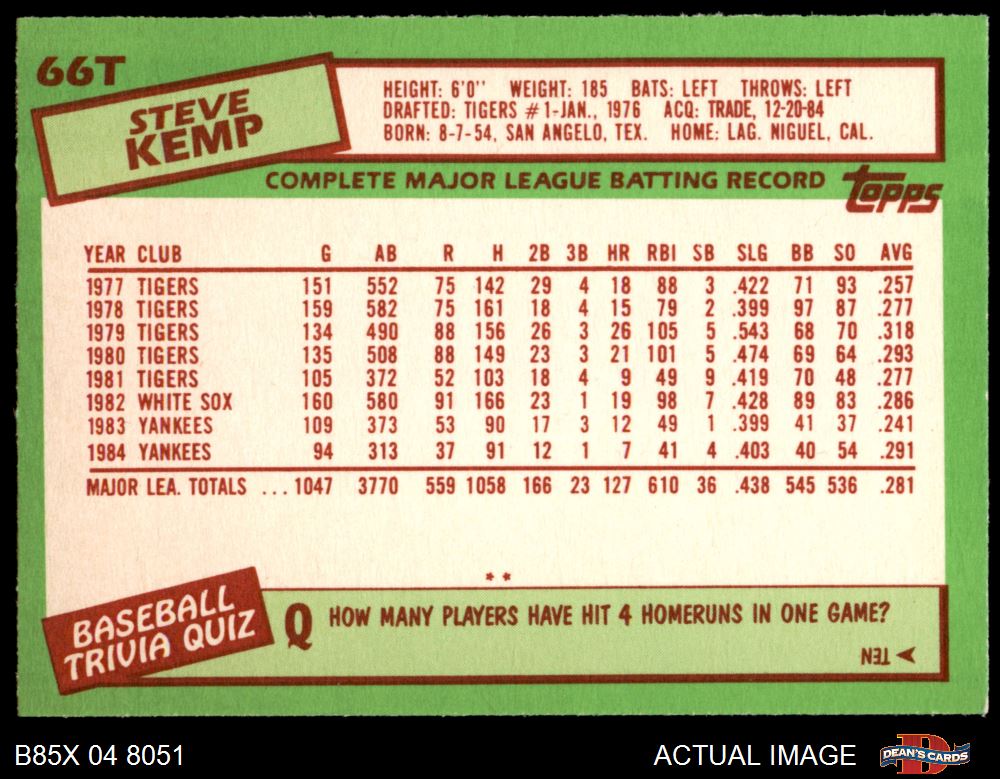 66T
STEVE
KEMP
HEIGHT: 6'0" WEIGHT: 185 BATS: LEFT THROWS: LEFT
DRAFTED: TIGERS #1-JAN., 1976 ACQ: TRADE, 12-20-84
BORN: 8-7-54, SAN ANGELO, TEX. HOME: LAG. NIGUEL, CAL.
COMPLETE MAJOR LEAGUE BATTING RECORD
topps
YEAR CLUB G AB R H 2B 3B HR RBI SB SLG BB SO AVG
1977 TIGERS 151 552 75 142 29 4 18 88 3 .422 71 93 .257
1978 TIGERS 159 582 75 161 18 4 15 79 2 .399 97 87 .277
1979 TIGERS 134 490 88 156 26 3 26 105 5 .543 68 70 .318
1980 TIGERS 135 508 88 149 23 3 21 101 5 .474 69 64 .293
1981 TIGERS 105 372 52 103 18 4 9 49 9 .419 70 48 .277
1982 WHITE SOX 160 580 91 166 23 1 19 98 7 .428 89 83 .286
1983 YANKEES 109 373 53 90 17 3 12 49 1 .399 41 37 .241
1984 YANKEES 94 313 37 91 12 1 7 41 4 .403 40 54 .291
MAJOR LEA. TOTALS ...1047 3770 559 1058 166 23 127 610 36 .438 545 536 .281
**
BASEBALL
TRIVIA QUIZ
Q HOW MANY PLAYERS HAVE HIT 4 HOMERUNS IN ONE GAME?
TEN
B85X 04 8051
ACTUAL IMAGE
DEAN'S CARDS